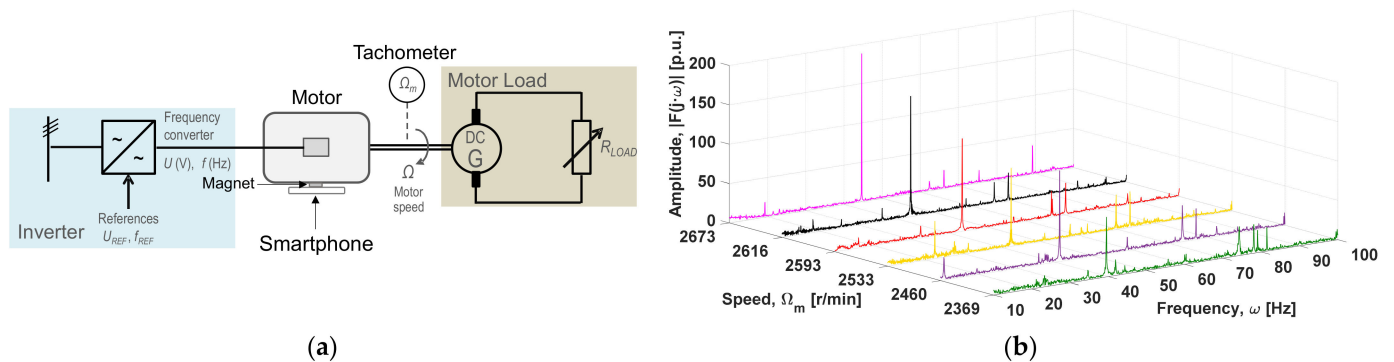 Tachometer
Ωm
Motor
Motor Load
Frequency
converter
~
~
U (V), f (Hz)
DC
G
RLOAD
Ω
Motor
speed
Magnet
References
UREF, fREF
Inverter
Smartphone
(a)
Amplitude, |F(j·ω)| [p.u.]
200
150
100
50
0
2673
2616
2593
2533
2460
2369
Speed, Ωm [r/min]
10
20
30
40
50
60
70
80
90
100
Frequency, ω [Hz]
(b)